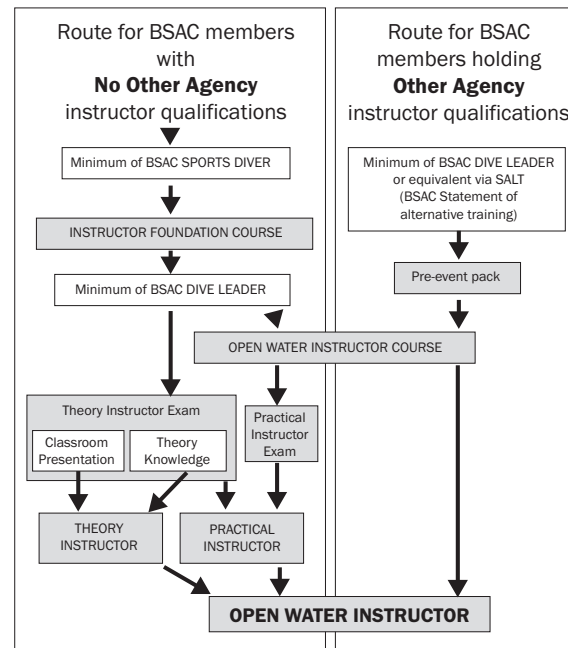 Route for BSAC members
with
No Other Agency
instructor qualifications
Minimum of BSAC SPORTS DIVER
INSTRUCTOR FOUNDATION COURSE
Minimum of BSAC DIVE LEADER
Route for BSAC
members holding
Other Agency
instructor qualifications
Minimum of BSAC DIVE LEADER
or equivalent via SALT
(BSAC Statement of
alternative training)
Pre-event pack
OPEN WATER INSTRUCTOR COURSE
Theory Instructor Exam
Classroom
Presentation
Theory
Knowledge
Practical
Instructor
Exam
THEORY
INSTRUCTOR
PRACTICAL
INSTRUCTOR
OPEN WATER INSTRUCTOR